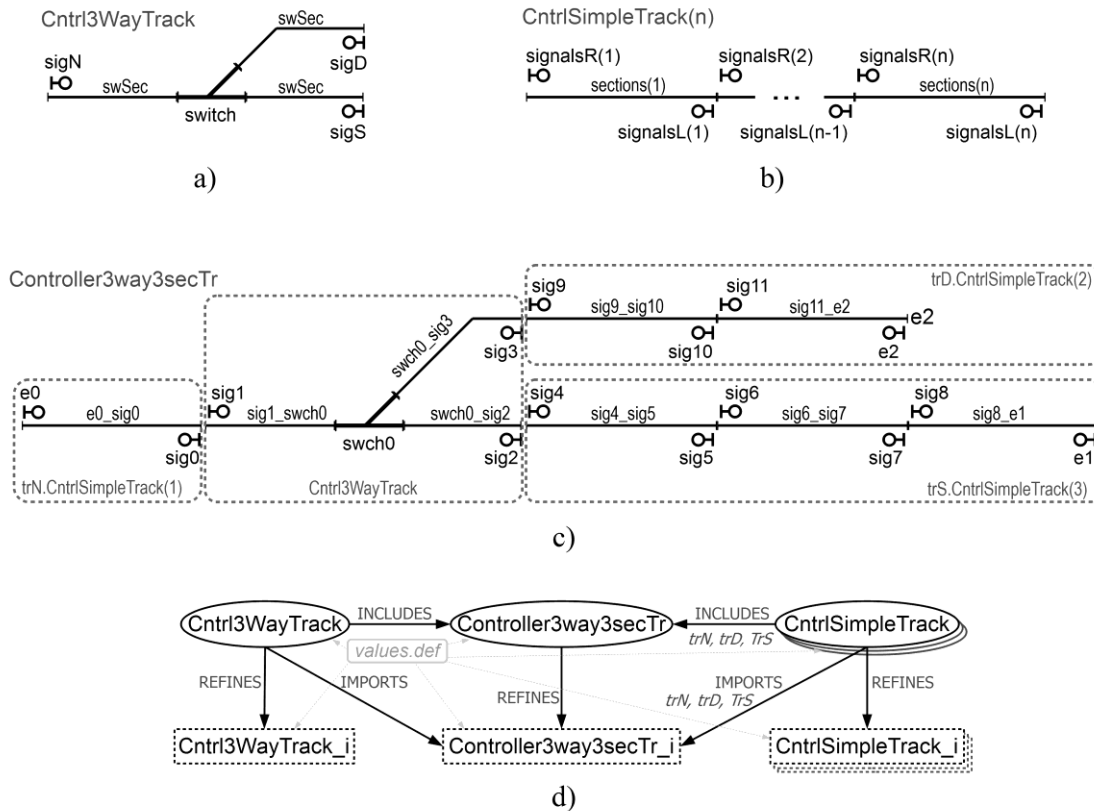 Cntrl3WayTrack
swSec
sigN
sigD
swSec
swSec
switch
sigS
a)
CntrlSimpleTrack(n)
signalsR(1)
signalsR(2)
signalsR(n)
sections(1)
...
sections(n)
signalsL(1)
signalsL(n-1)
signalsL(n)
b)
Controller3way3secTr
trD.CntrlSimpleTrack(2)
sig9
sig11
sig9_sig10
sig11_e2
e2
swch0_sig3
sig3
sig10
e2
e0
sig1
sig4
sig6
sig8
e0_sig0
sig1_swch0
swch0_sig2
sig4_sig5
sig6_sig7
sig8_e1
swch0
sig0
sig2
sig5
sig7
e1
trN.CntrlSimpleTrack(1)
Cntrl3WayTrack
trS.CntrlSimpleTrack(3)
c)
Cntrl3WayTrack
INCLUDES
Controller3way3secTr
INCLUDES
CntrlSimpleTrack
values.def
trN, trD, TrS
REFINES
IMPORTS
REFINES
IMPORTS
trN, trD, TrS
REFINES
Cntrl3WayTrack_i
Controller3way3secTr_i
CntrlSimpleTrack_i
d)